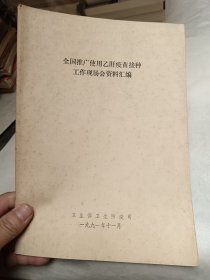 全国推广使用乙肝疫苗接种
工作现场会资料汇编
卫生部卫生防疫司
一九九一年十一月